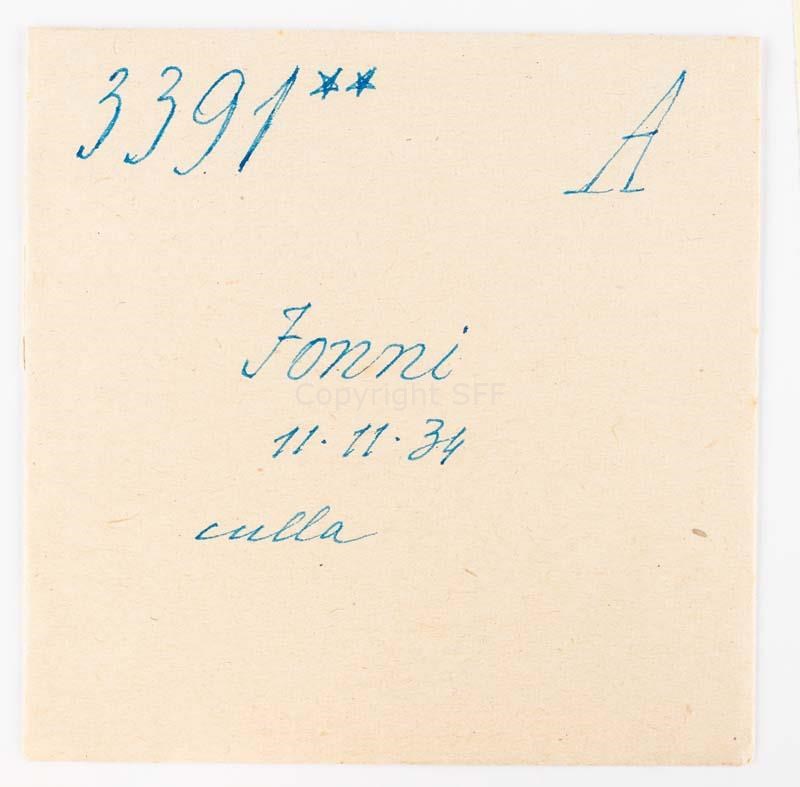 3391** A
Fonni
Copyright SFF
11.11.34
culla